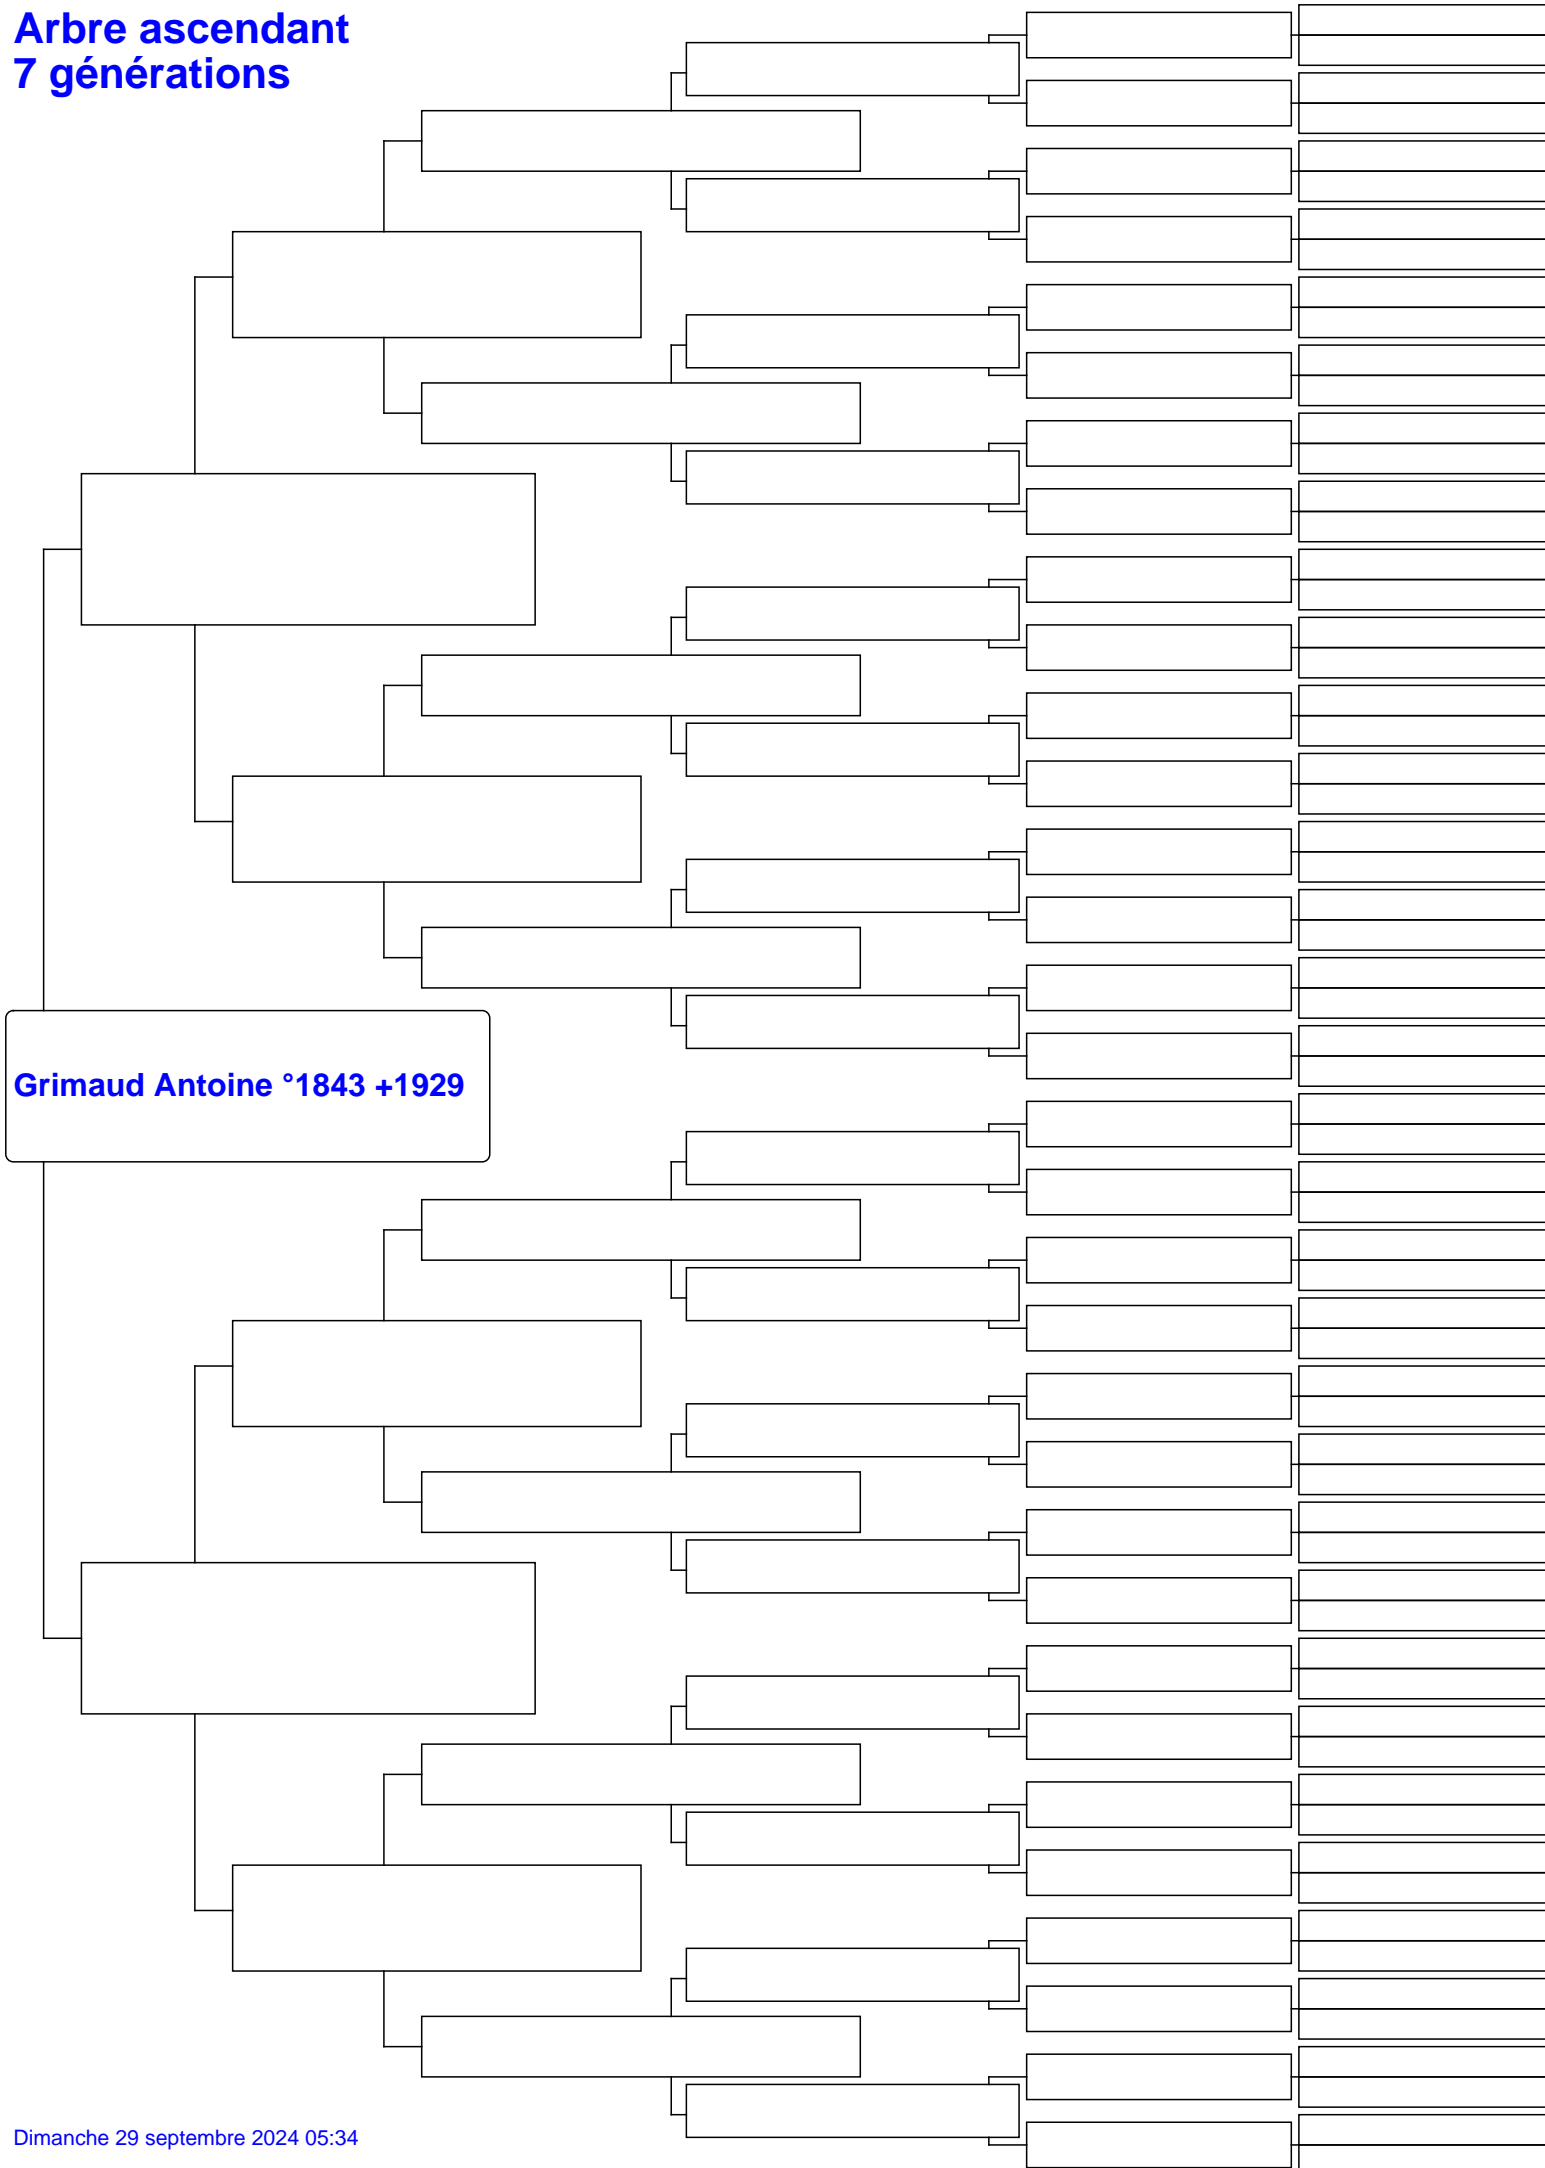 Arbre ascendant
7 générations
Grimaud Antoine °1843 +1929
Dimanche 29 septembre 2024 05:34